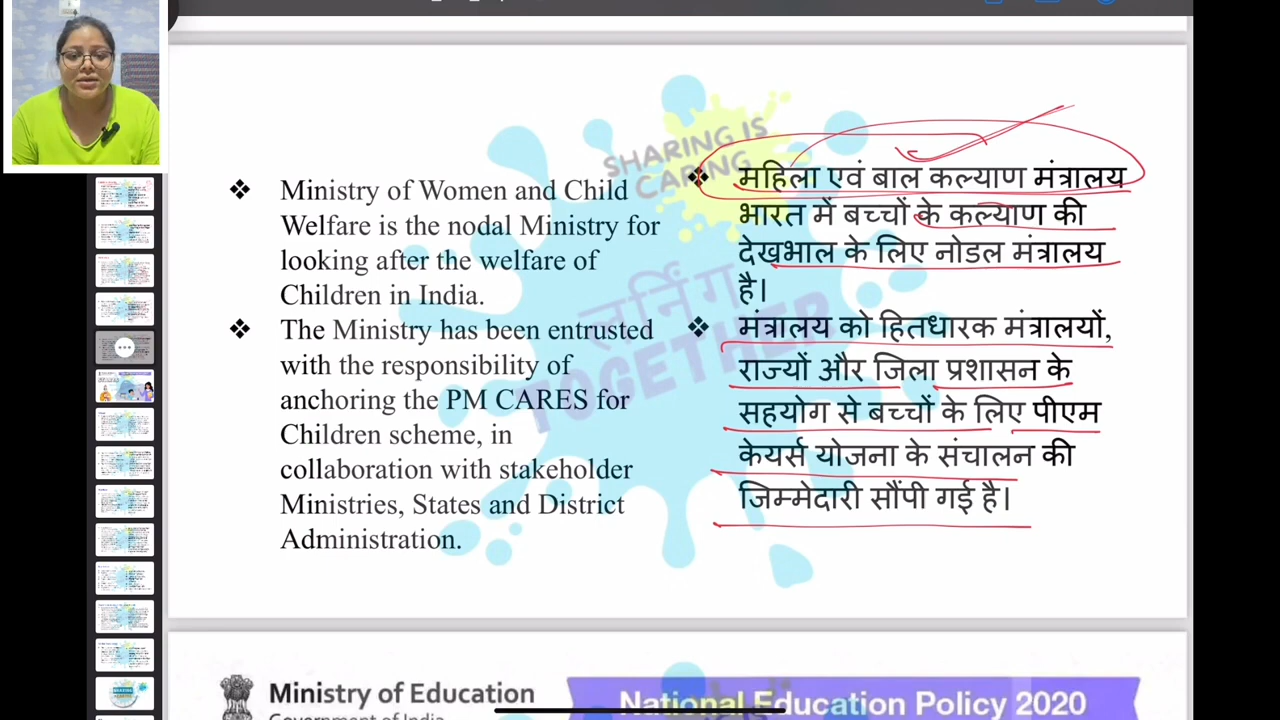 SHARING IS
CARING
लर्निंग
TOGETHER
❖ Ministry of Women and Child
Welfare is the nodal Ministry for
looking after the welfare of
Children in India.
❖ The Ministry has been entrusted
with the responsibility of
anchoring the PM CARES for
Children scheme, in
collaboration with stakeholder
Ministries, States and District
Administration.
❖ महिला एवं बाल कल्याण मंत्रालय
भारत में बच्चों के कल्याण की
देखभाल के लिए नोडल मंत्रालय
है।
❖ मंत्रालय को हितधारक मंत्रालयों,
राज्यों और जिला प्रशासन के
सहयोग से बच्चों के लिए पीएम
केयर्स योजना के संचालन की
जिम्मेदारी सौंपी गई है।
Ministry of Education
Government of India
National Education Policy 2020